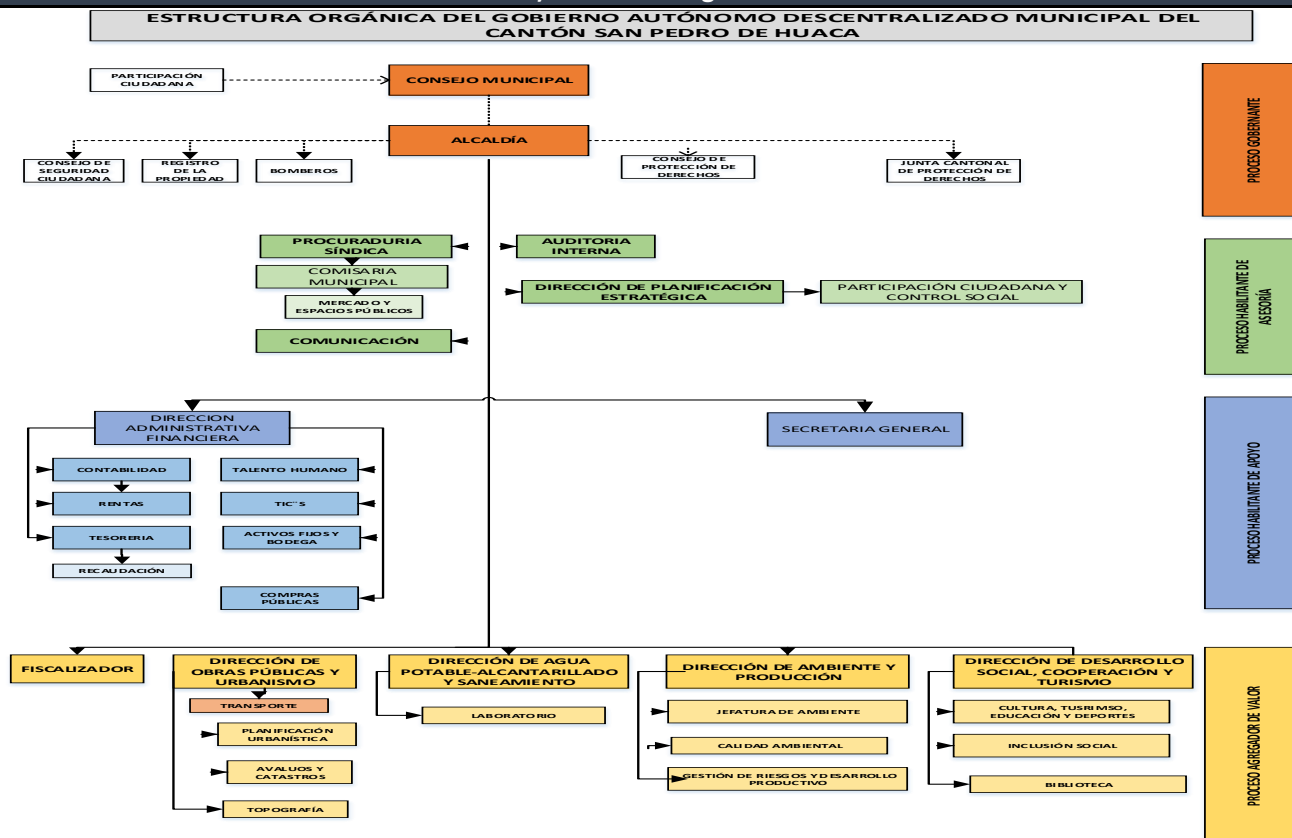 ESTRUCTURA ORGÁNICA DEL GOBIERNO AUTÓNOMO DESCENTRALIZADO MUNICIPAL DEL
CANTÓN SAN PEDRO DE HUACA
PARTICIPACIÓN
CIUDADANA
CONSEJO MUNICIPAL
ALCALDÍA
CONSEJO DE
SEGURIDAD
CIUDADANA
REGISTRO
DE LA
PROPIEDAD
BOMBEROS
CONSEJO DE
PROTECCIÓN DE
DERECHOS
JUNTA CANTONAL
DE PROTECCIÓN DE
DERECHOS
PROCESO GOBERNANTE
PROCURADURIA
SÍNDICA
AUDITORIA
INTERNA
COMISARIA
MUNICIPAL
MERCADO Y
ESPACIOS PÚBLICOS
DIRECCIÓN DE PLANIFICACIÓN
ESTRATÉGICA
PARTICIPACIÓN CIUDADANA Y
CONTROL SOCIAL
COMUNICACIÓN
PROCESO HABILITANTE DE
ASESORÍA
DIRECCION
ADMINISTRATIVA
FINANCIERA
SECRETARIA GENERAL
CONTABILIDAD
TALENTO HUMANO
RENTAS
TIC¨S
TESORERIA
ACTIVOS FIJOS Y
BODEGA
RECAUDACIÓN
COMPRAS
PÚBLICAS
PROCESO HABILITANTE DE APOYO
FISCALIZADOR
DIRECCIÓN DE
OBRAS PÚBLICAS Y
URBANISMO
TRANSPORTE
PLANIFICACIÓN
URBANÍSTICA
AVALUOS Y
CATASTROS
TOPOGRAFÍA
DIRECCIÓN DE AGUA
POTABLE-ALCANTARILLADO
Y SANEAMIENTO
LABORATORIO
DIRECCIÓN DE AMBIENTE Y
PRODUCCIÓN
JEFATURA DE AMBIENTE
CALIDAD AMBIENTAL
GESTIÓN DE RIESGOS Y DESARROLLO
PRODUCTIVO
DIRECCIÓN DE DESARROLLO
SOCIAL, COOPERACIÓN Y
TURISMO
CULTURA, TUSRIMSO,
EDUCACIÓN Y DEPORTES
INCLUSIÓN SOCIAL
BIBLIOTECA
PROCESO AGREGADOR DE VALOR